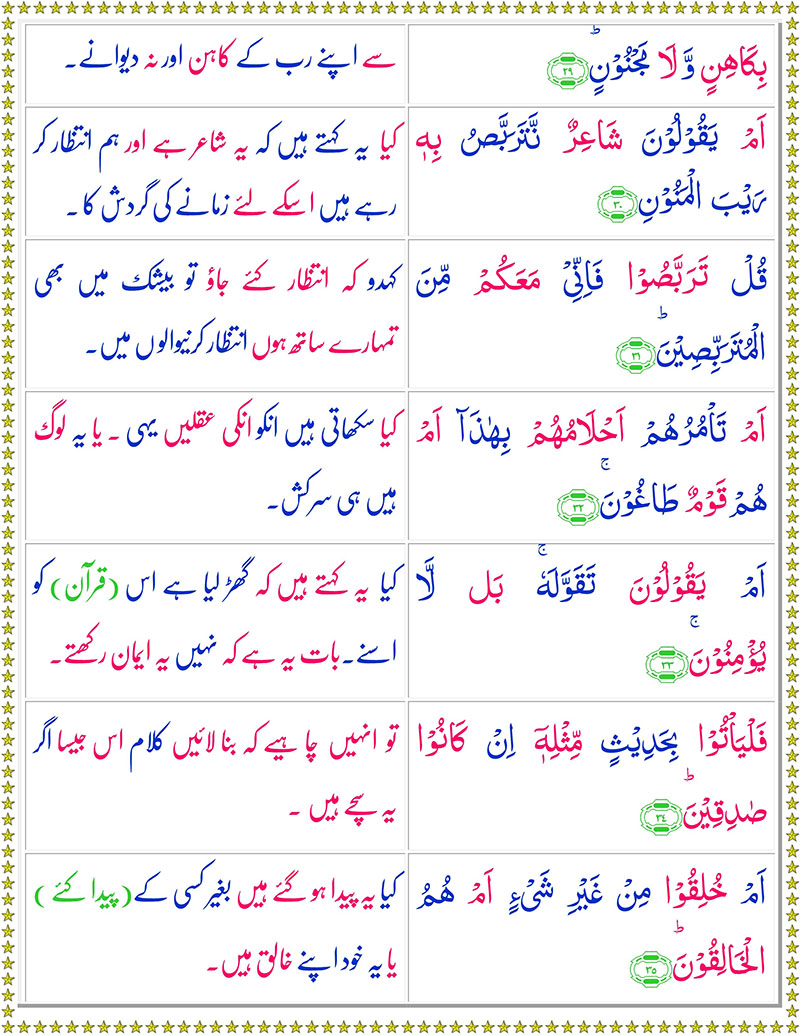 بِكَاهِنٍ وَّ لَا مَجْنُوْنٍؕ ﴿٢٩﴾
سے اپنے رب کے کاہن اور نہ دیوانے۔
اَمْ يَقُوْلُوْنَ شَاعِرٌ نَّتَرَبَّصُ بِهٖ
رَيْبَ الْمَنُوْنِ ﴿٣٠﴾
کیا یہ کہتے ہیں کہ یہ شاعر ہے اور ہم انتظار کر
رہے ہیں اسکے لئے زمانے کی گردش کا۔
قُلْ تَرَبَّصُوْا فَاِنِّيْ مَعَكُمْ مِّنَ
الْمُتَرَبِّصِيْنَؕ ﴿٣١﴾
کہدو کہ انتظار کئے جاؤ تو بیشک میں بھی
تمہارے ساتھ ہوں انتظار کرنیوالوں میں۔
اَمْ تَاْمُرُهُمْ اَحْلَامُهُمْ بِهٰذَآ اَمْ
هُمْ قَوْمٌ طَاغُوْنَۚ ﴿٣٢﴾
کیا سکھاتی ہیں انکو انکی عقلیں یہی ۔ یا یہ لوگ
ہیں ہی سرکش۔
اَمْ يَقُوْلُوْنَ تَقَوَّلَهٗۚ بَل لَّا
يُؤْمِنُوْنَۚ ﴿٣٣﴾
کیا یہ کہتے ہیں کہ گھڑ لیا ہے اس (قرآن) کو
اسنے۔ بات یہ ہے کہ نہیں یہ ایمان رکھتے۔
فَلْيَاْتُوْا بِحَدِيْثٍ مِّثْلِهٖٓ اِنْ كَانُوْا
صٰدِقِيْنَؕ ﴿٣٤﴾
تو انہیں چاہیے کہ بنا لائیں کلام اس جیسا اگر
یہ سچے ہیں ۔
اَمْ خُلِقُوْا مِنْ غَيْرِ شَىْءٍ اَمْ هُمُ
الْخَالِقُوْنَؕ ﴿٣٥﴾
کیا یہ پیدا ہو گئے ہیں بغیر کسی کے (پیدا کئے )
یا یہ خود اپنے خالق ہیں۔